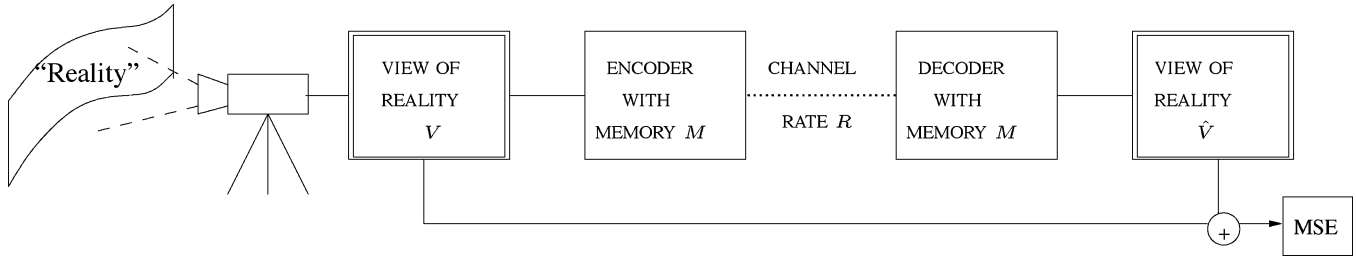 “Reality”
VIEW OF
REALITY
V
ENCODER
WITH
MEMORY M
CHANNEL
RATE R
DECODER
WITH
MEMORY M
VIEW OF
REALITY
V̂
+
MSE